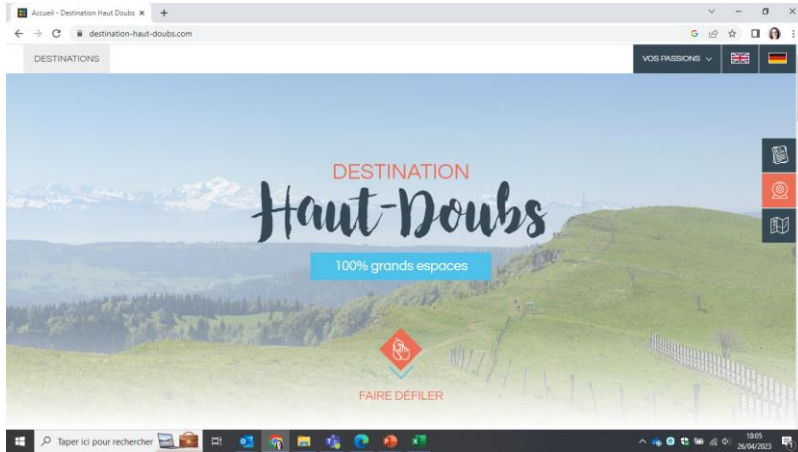 Accueil - Destination Haut Doubs
destination-haut-doubs.com
DESTINATIONS
VOS PASSIONS
DESTINATION
Haut-Doubs
100% grands espaces
FAIRE DÉFILER
Taper ici pour rechercher
18:05
26/04/2023